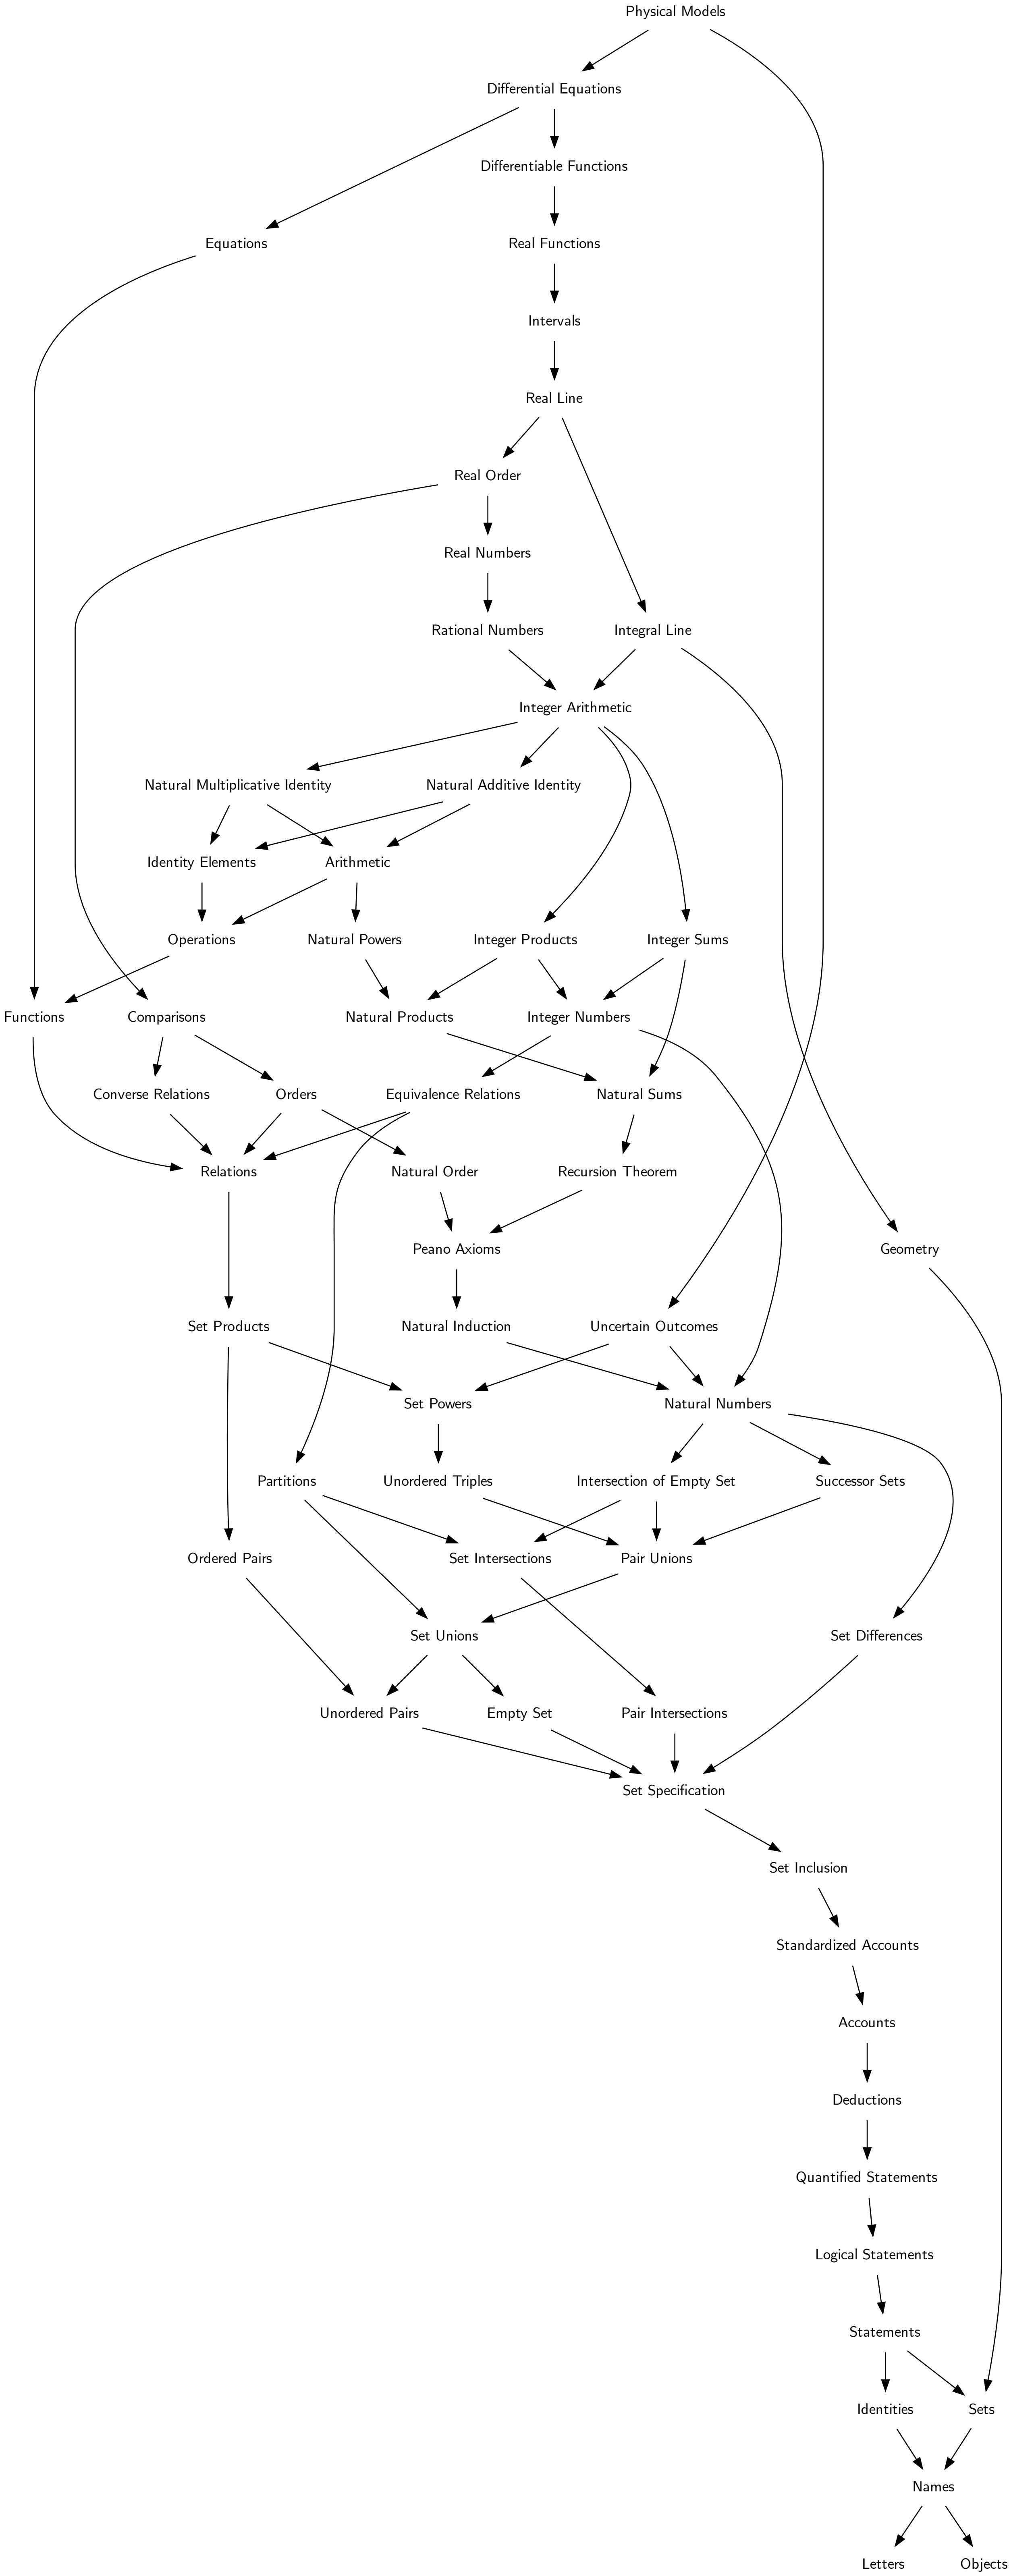 Physical Models
Differential Equations
Differentiable Functions
Equations
Real Functions
Intervals
Real Line
Real Order
Real Numbers
Rational Numbers
Integral Line
Integer Arithmetic
Natural Multiplicative Identity
Natural Additive Identity
Identity Elements
Arithmetic
Operations
Natural Powers
Integer Products
Integer Sums
Functions
Comparisons
Natural Products
Integer Numbers
Converse Relations
Orders
Equivalence Relations
Natural Sums
Relations
Natural Order
Recursion Theorem
Peano Axioms
Geometry
Set Products
Natural Induction
Uncertain Outcomes
Set Powers
Natural Numbers
Partitions
Unordered Triples
Intersection of Empty Set
Successor Sets
Ordered Pairs
Set Intersections
Pair Unions
Set Unions
Set Differences
Unordered Pairs
Empty Set
Pair Intersections
Set Specification
Set Inclusion
Standardized Accounts
Accounts
Deductions
Quantified Statements
Logical Statements
Statements
Identities
Sets
Names
Letters
Objects